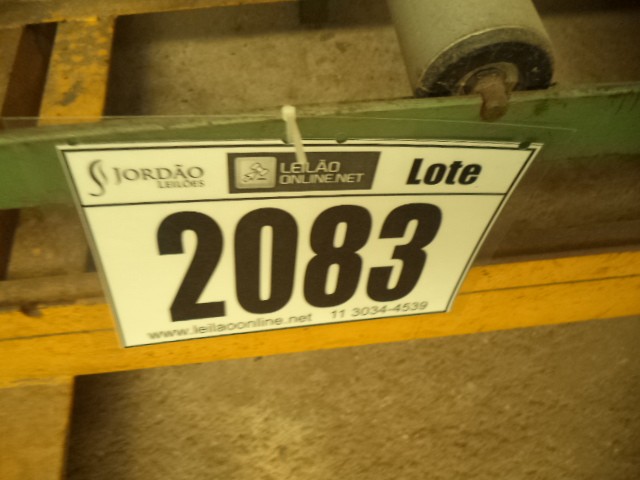 JORDÃO
LEILÕES
LEILÃO
ONLINE.NET
Lote
2083
www.leilaoonline.net 11 3034-4539